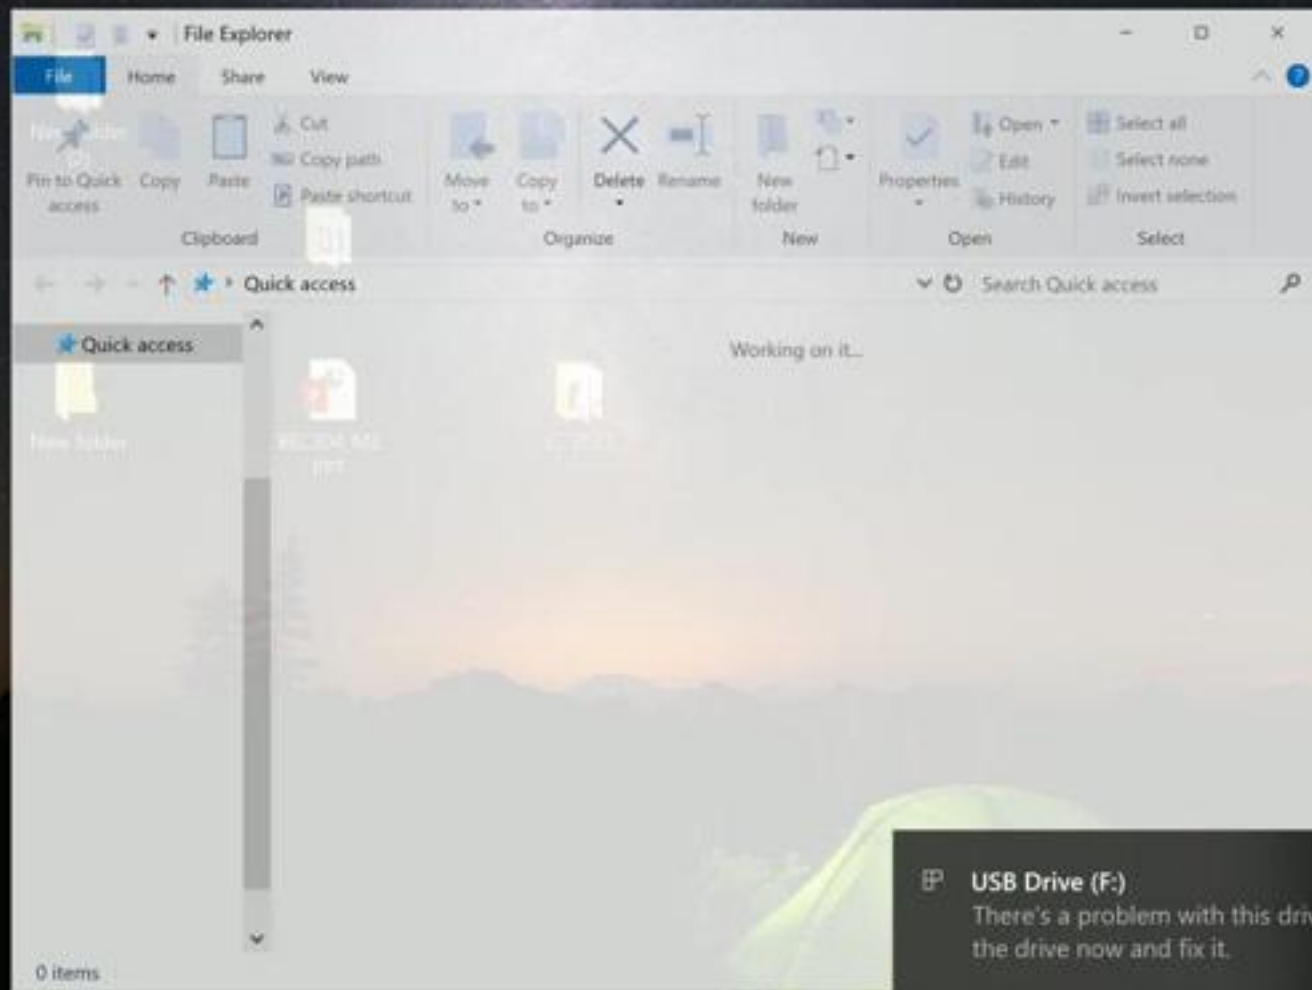 File Explorer
File Home Share View
Pin to Quick access
Copy
Paste
Cut
Copy path
Paste shortcut
Clipboard
Move to
Copy to
Delete
Rename
Organize
New folder
New
Properties
Open
Edit
History
Open
Select all
Select none
Invert selection
Select
Quick access
Search Quick access
Quick access
Working on it...
New folder
0 items
USB Drive (F:)
There's a problem with this
the drive now and fix it.